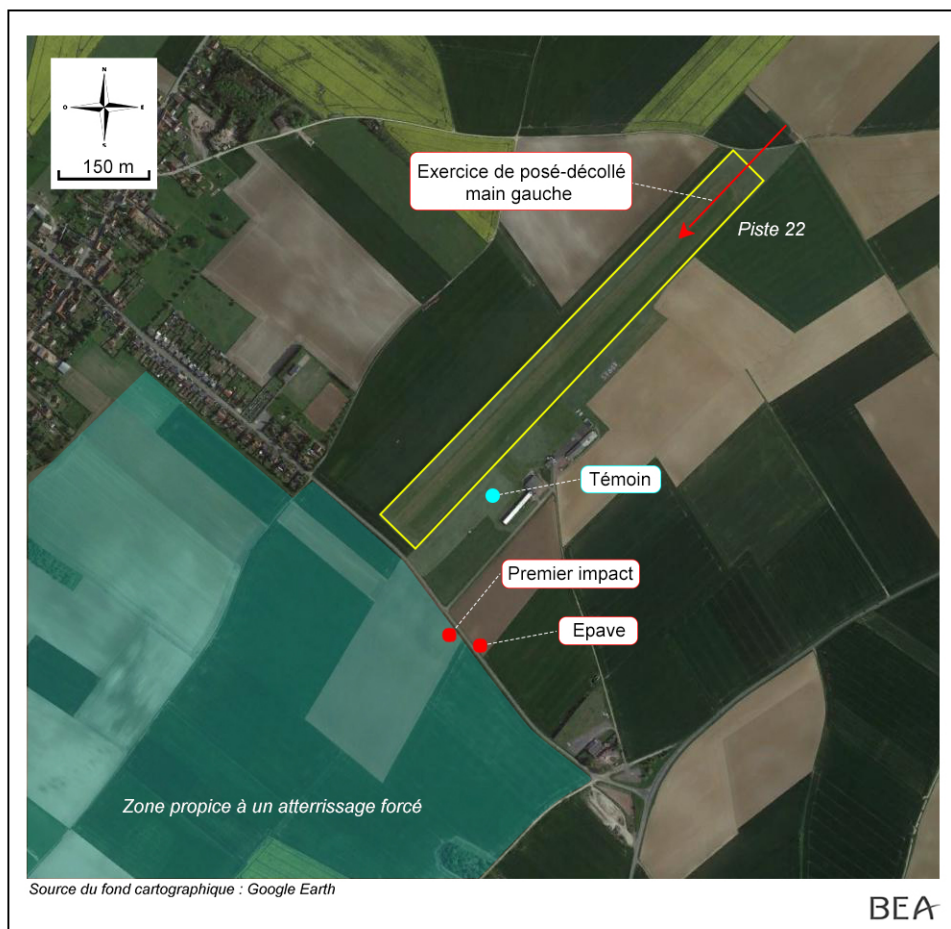 N
O E
S
150 m
Exercice de posé-décollé
main gauche
Piste 22
Témoin
Premier impact
Epave
Zone propice à un atterrissage forcé
Source du fond cartographique : Google Earth
BEA